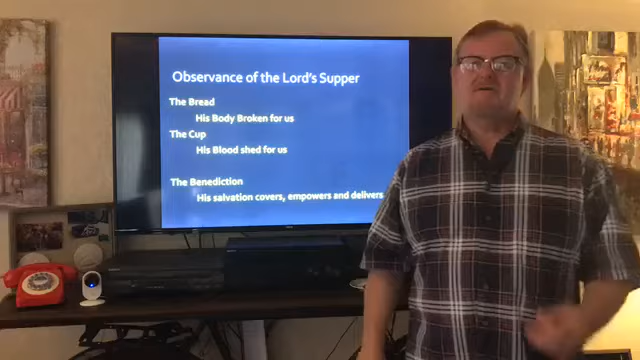 Observance of the Lord's Supper
The Bread
His Body Broken for us
The Cup
His Blood shed for us
The Benediction
His salvation covers, empowers and delivers